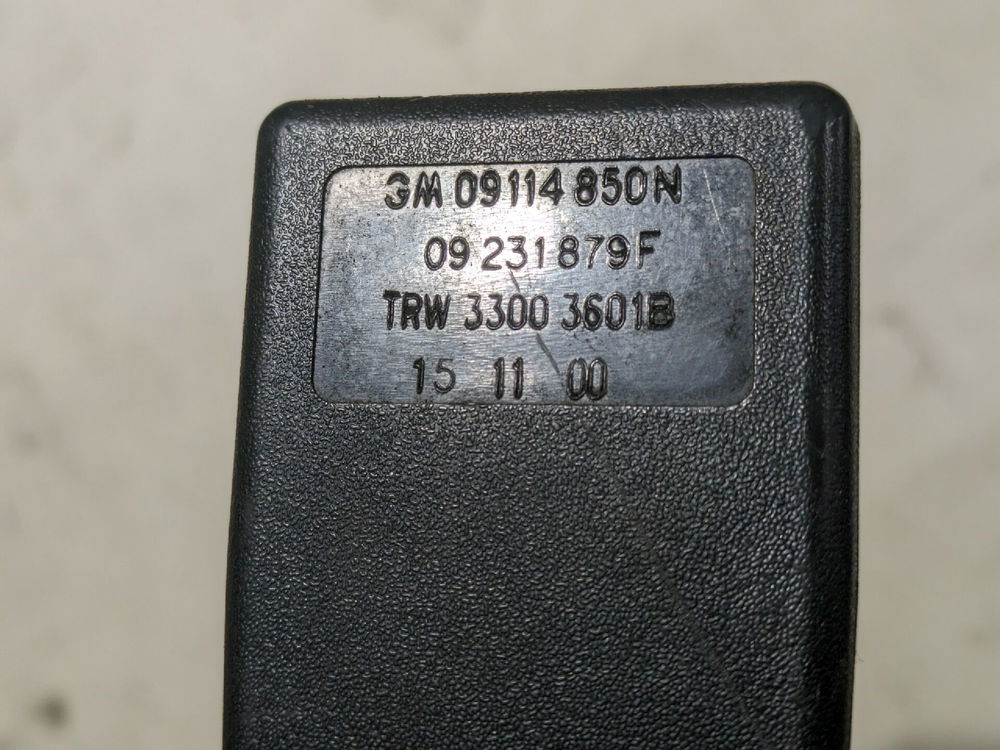 GM 09114 850N
09 231 879F
TRW 3300 3601B
15 11 00